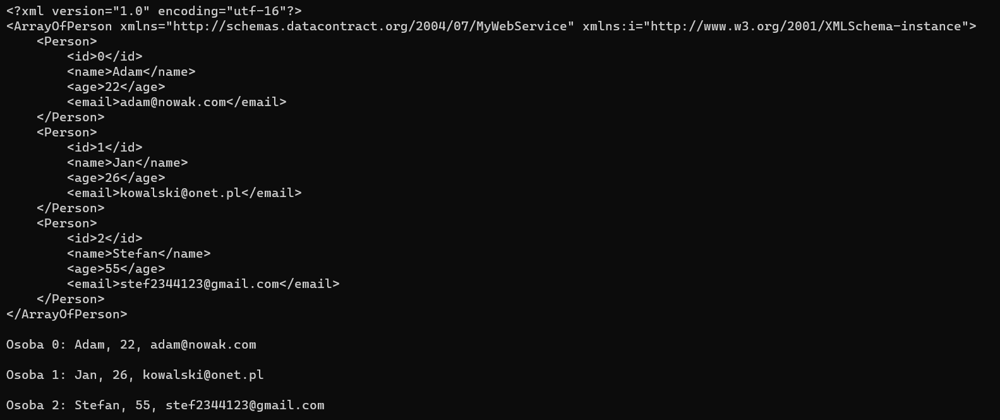 <?xml version="1.0" encoding="utf-16"?>
<ArrayOfPerson xmlns="http://schemas.datacontract.org/2004/07/MyWebService" xmlns:i="http://www.w3.org/2001/XMLSchema-instance">
    <Person>
        <id>0</id>
        <name>Adam</name>
        <age>22</age>
        <email>adam@nowak.com</email>
    </Person>
    <Person>
        <id>1</id>
        <name>Jan</name>
        <age>26</age>
        <email>kowalski@onet.pl</email>
    </Person>
    <Person>
        <id>2</id>
        <name>Stefan</name>
        <age>55</age>
        <email>stef2344123@gmail.com</email>
    </Person>
</ArrayOfPerson>
Osoba 0: Adam, 22, adam@nowak.com
Osoba 1: Jan, 26, kowalski@onet.pl
Osoba 2: Stefan, 55, stef2344123@gmail.com